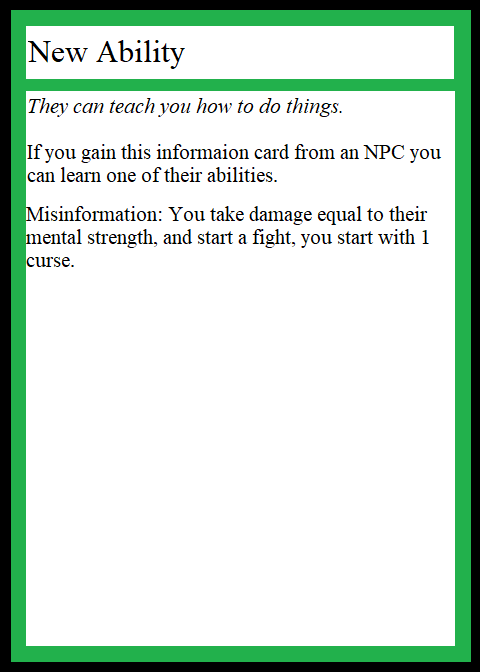 New Ability
They can teach you how to do things.
If you gain this informaion card from an NPC you
can learn one of their abilities.
Misinformation: You take damage equal to their
mental strength, and start a fight, you start with 1
curse.